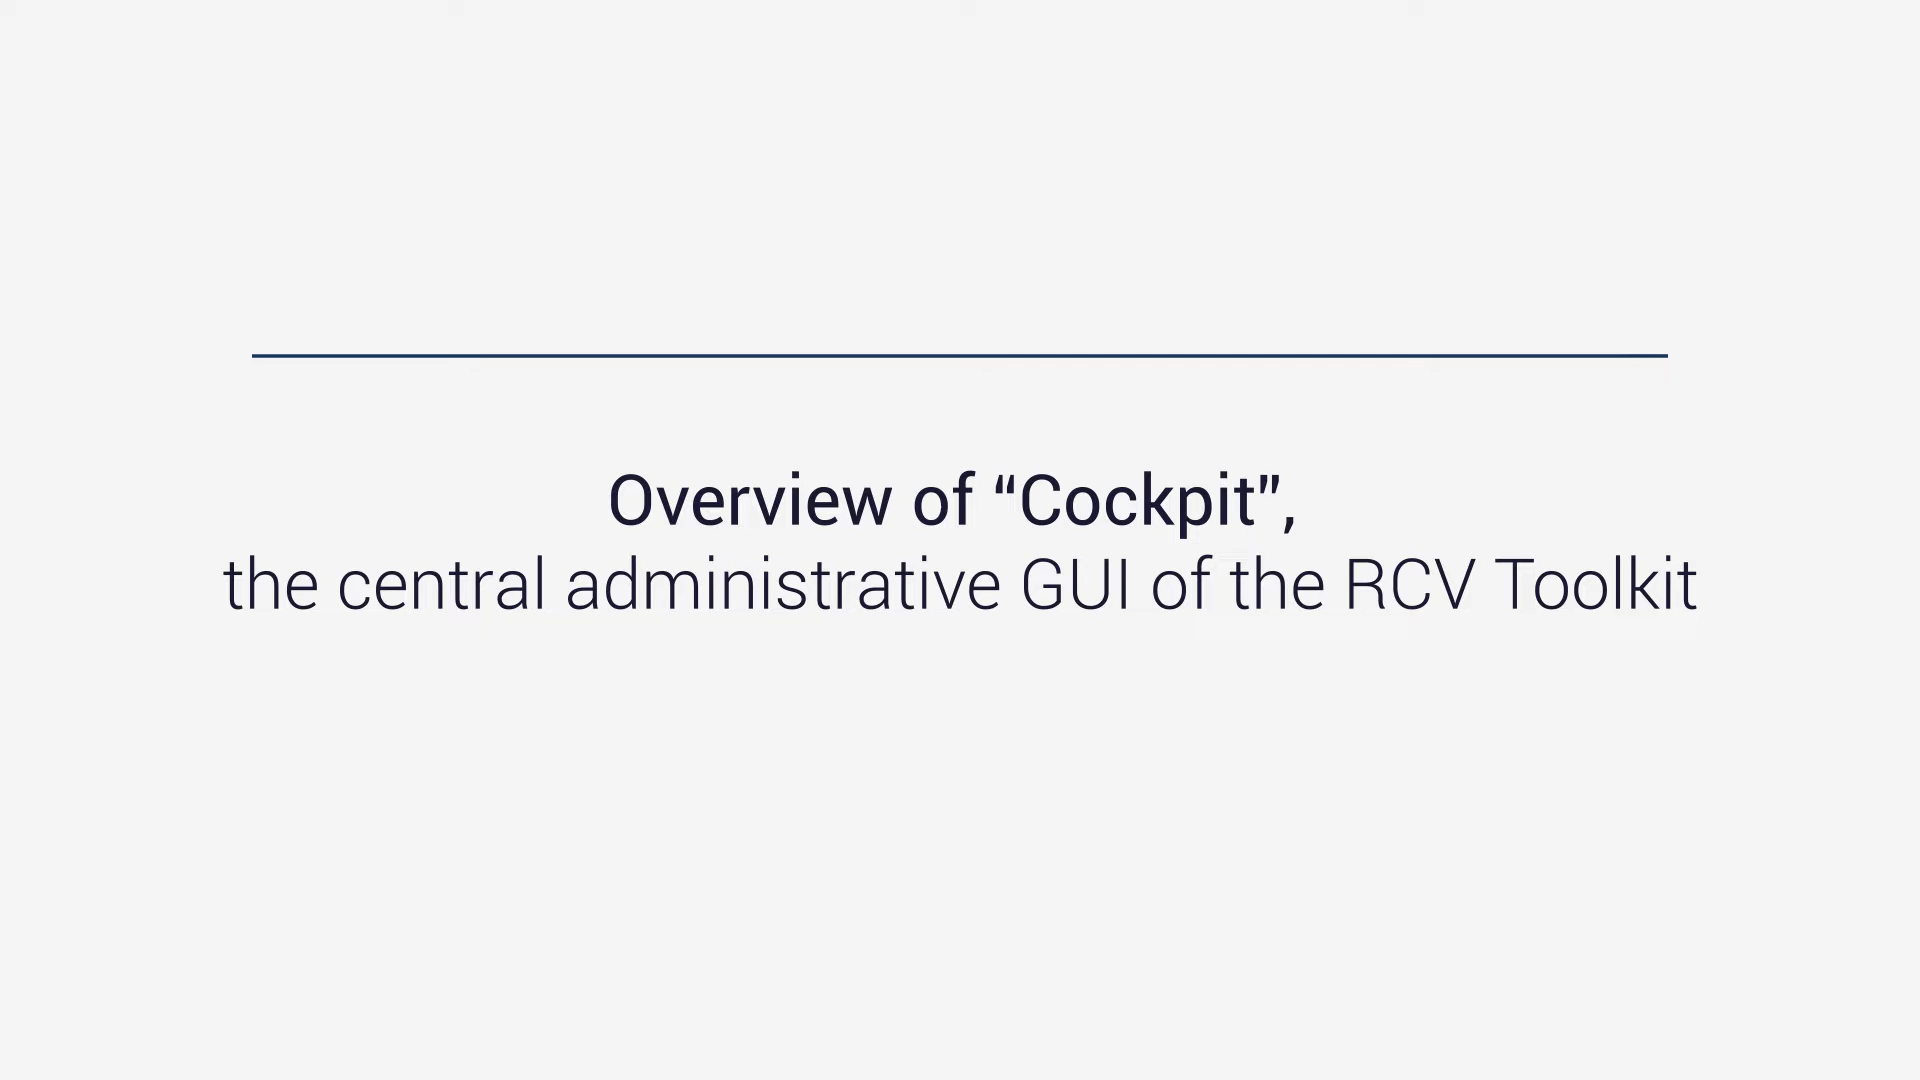 Overview of “Cockpit”,
the central administrative GUI of the RCV Toolkit